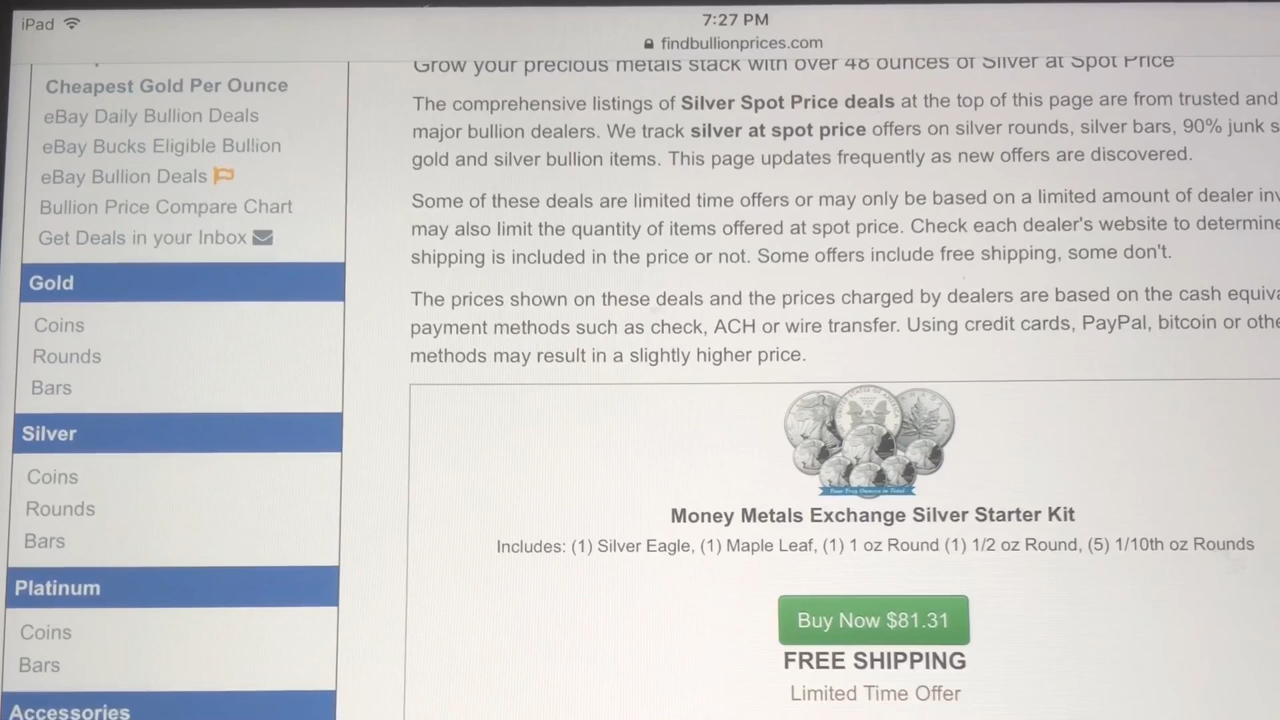 iPad
7:27 PM
findbullionprices.com
Cheapest Gold Per Ounce
eBay Daily Bullion Deals
eBay Bucks Eligible Bullion
eBay Bullion Deals
Bullion Price Compare Chart
Get Deals in your Inbox
Gold
Coins
Rounds
Bars
Silver
Coins
Rounds
Bars
Platinum
Coins
Bars
Accessories
Grow your precious metals stack with over 48 ounces of Silver at Spot Price
The comprehensive listings of Silver Spot Price deals at the top of this page are from trusted and
major bullion dealers. We track silver at spot price offers on silver rounds, silver bars, 90% junk s
gold and silver bullion items. This page updates frequently as new offers are discovered.
Some of these deals are limited time offers or may only be based on a limited amount of dealer inv
may also limit the quantity of items offered at spot price. Check each dealer's website to determine
shipping is included in the price or not. Some offers include free shipping, some don't.
The prices shown on these deals and the prices charged by dealers are based on the cash equiva
payment methods such as check, ACH or wire transfer. Using credit cards, PayPal, bitcoin or othe
methods may result in a slightly higher price.
Four Troy Ounces in Total!
Money Metals Exchange Silver Starter Kit
Includes: (1) Silver Eagle, (1) Maple Leaf, (1) 1 oz Round (1) 1/2 oz Round, (5) 1/10th oz Rounds
Buy Now $81.31
FREE SHIPPING
Limited Time Offer